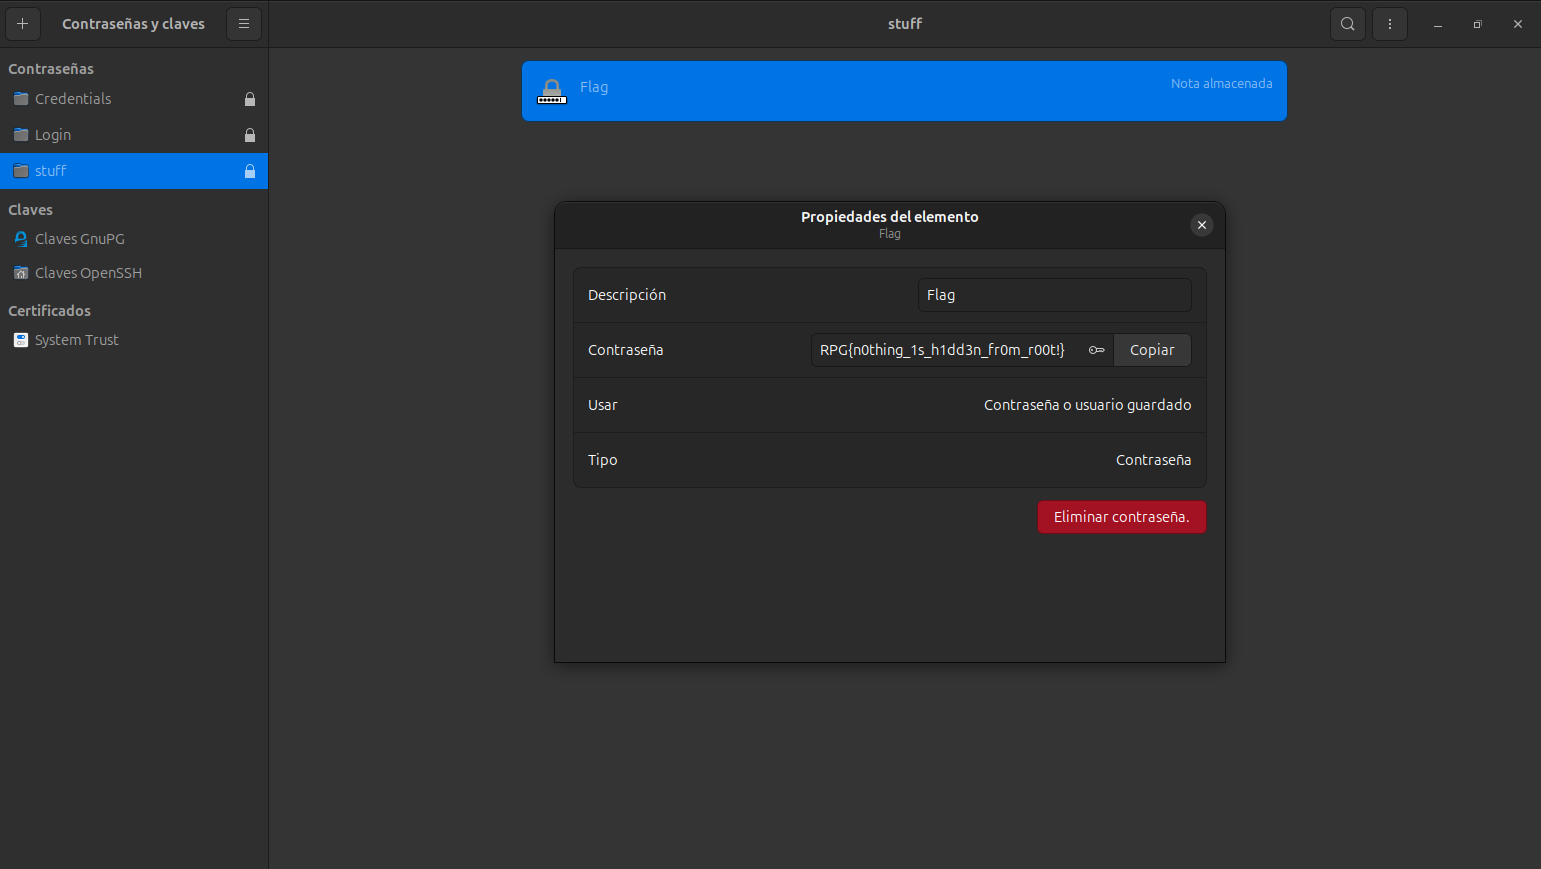 Contraseñas y claves
stuff
Contraseñas
Credentials
Login
stuff
Claves
Claves GnuPG
Claves OpenSSH
Certificados
System Trust
Flag
Nota almacenada
Propiedades del elemento
Flag
Descripción
Flag
Contraseña
RPG{n0thing_1s_h1dd3n_fr0m_r00t!}
Copiar
Usar
Contraseña o usuario guardado
Tipo
Contraseña
Eliminar contraseña.